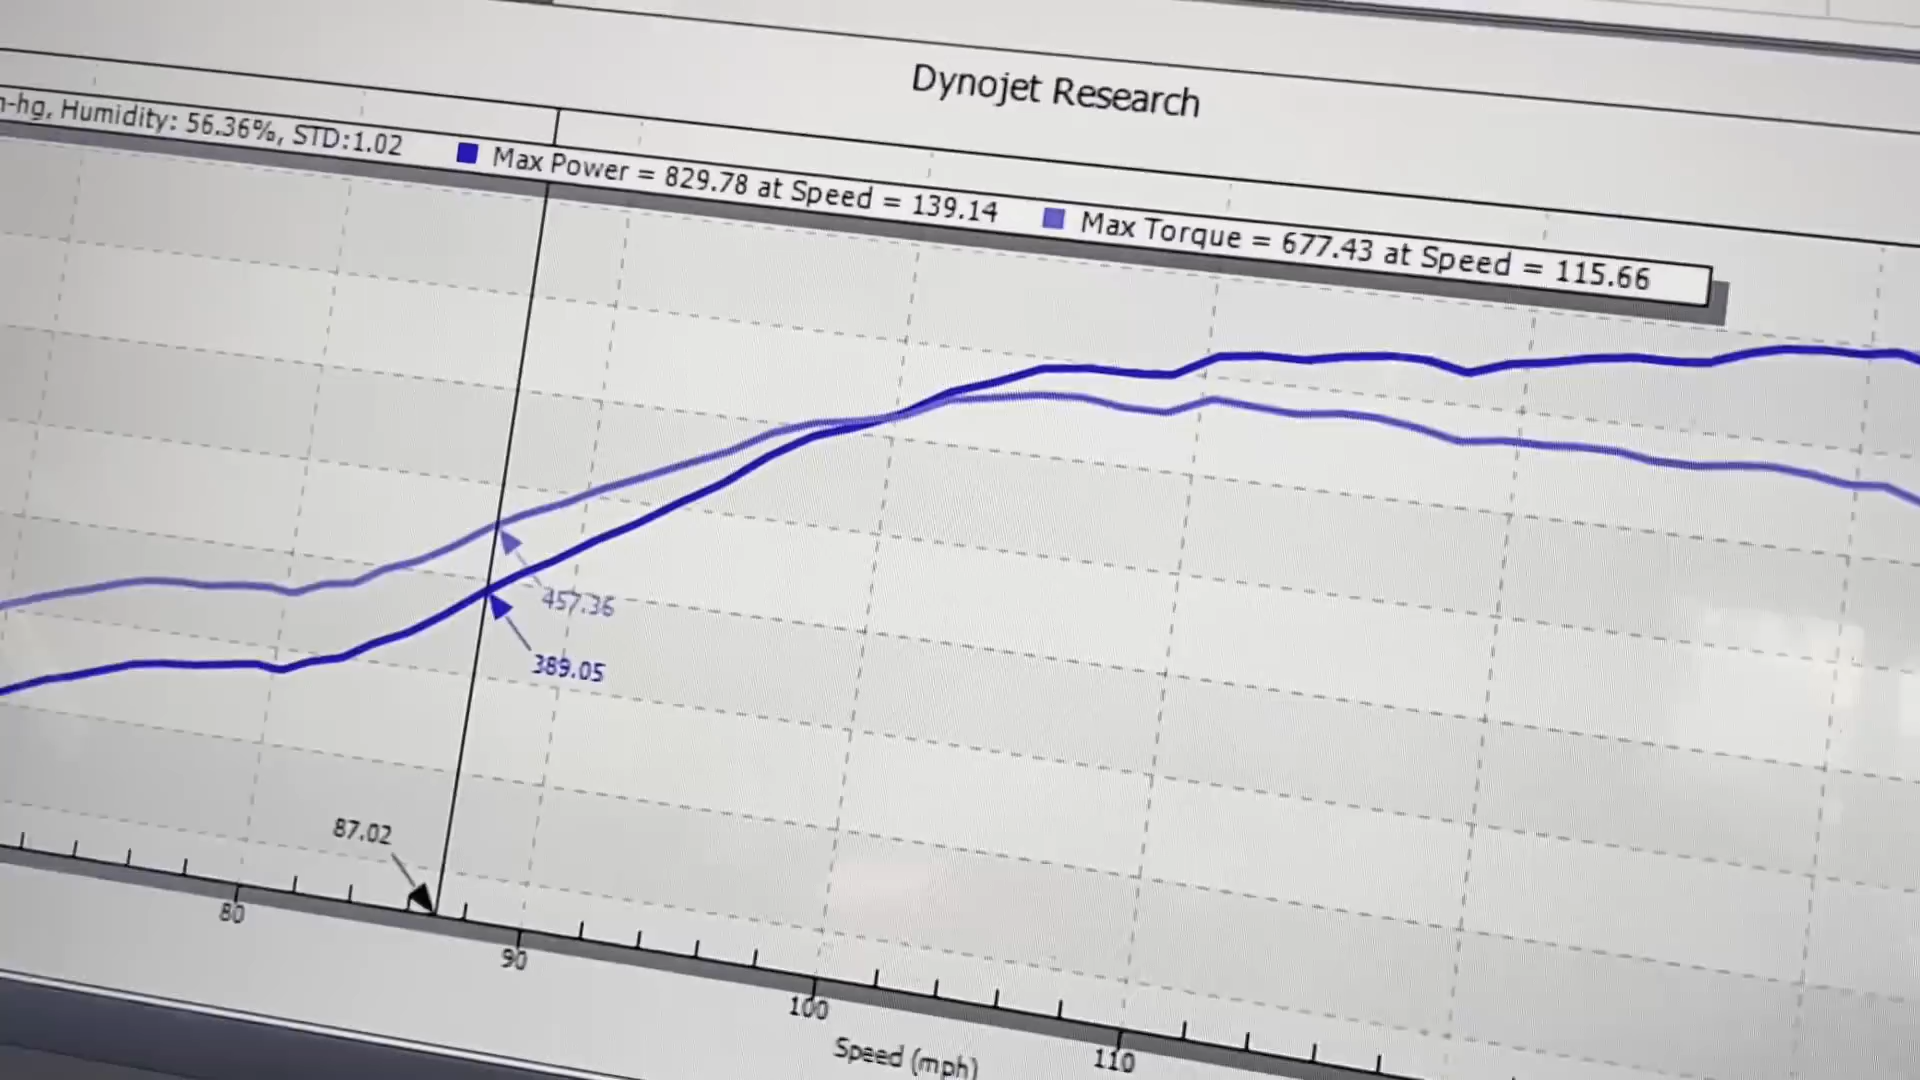 Dynojet Research
-hg, Humidity: 56.36%, STD:1.02 Max Power = 829.78 at Speed = 139.14 Max Torque = 677.43 at Speed = 115.66
457.36
389.05
87.02
80 90 100 110
Speed (mph)